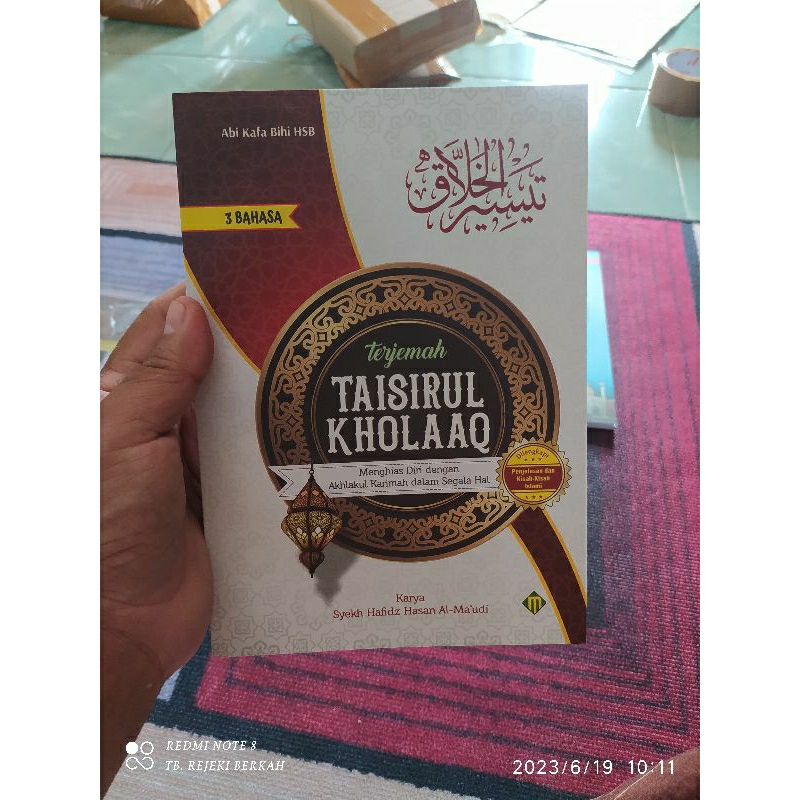 Abi Kafa Bihi HSB
تيسير الخلاق
3 BAHASA
terjemah
TAISIRUL
KHOLAAQ
Menghias Diri dengan
Akhlakul Karimah dalam Segala Hal
Dilengkapi
Penjelasan dan
Kisah-Kisah
Islami
Karya
Syekh Hafidz Hasan Al-Ma'udi
REDMI NOTE 8
TB. REJEKI BERKAH
2023/6/19 10:11